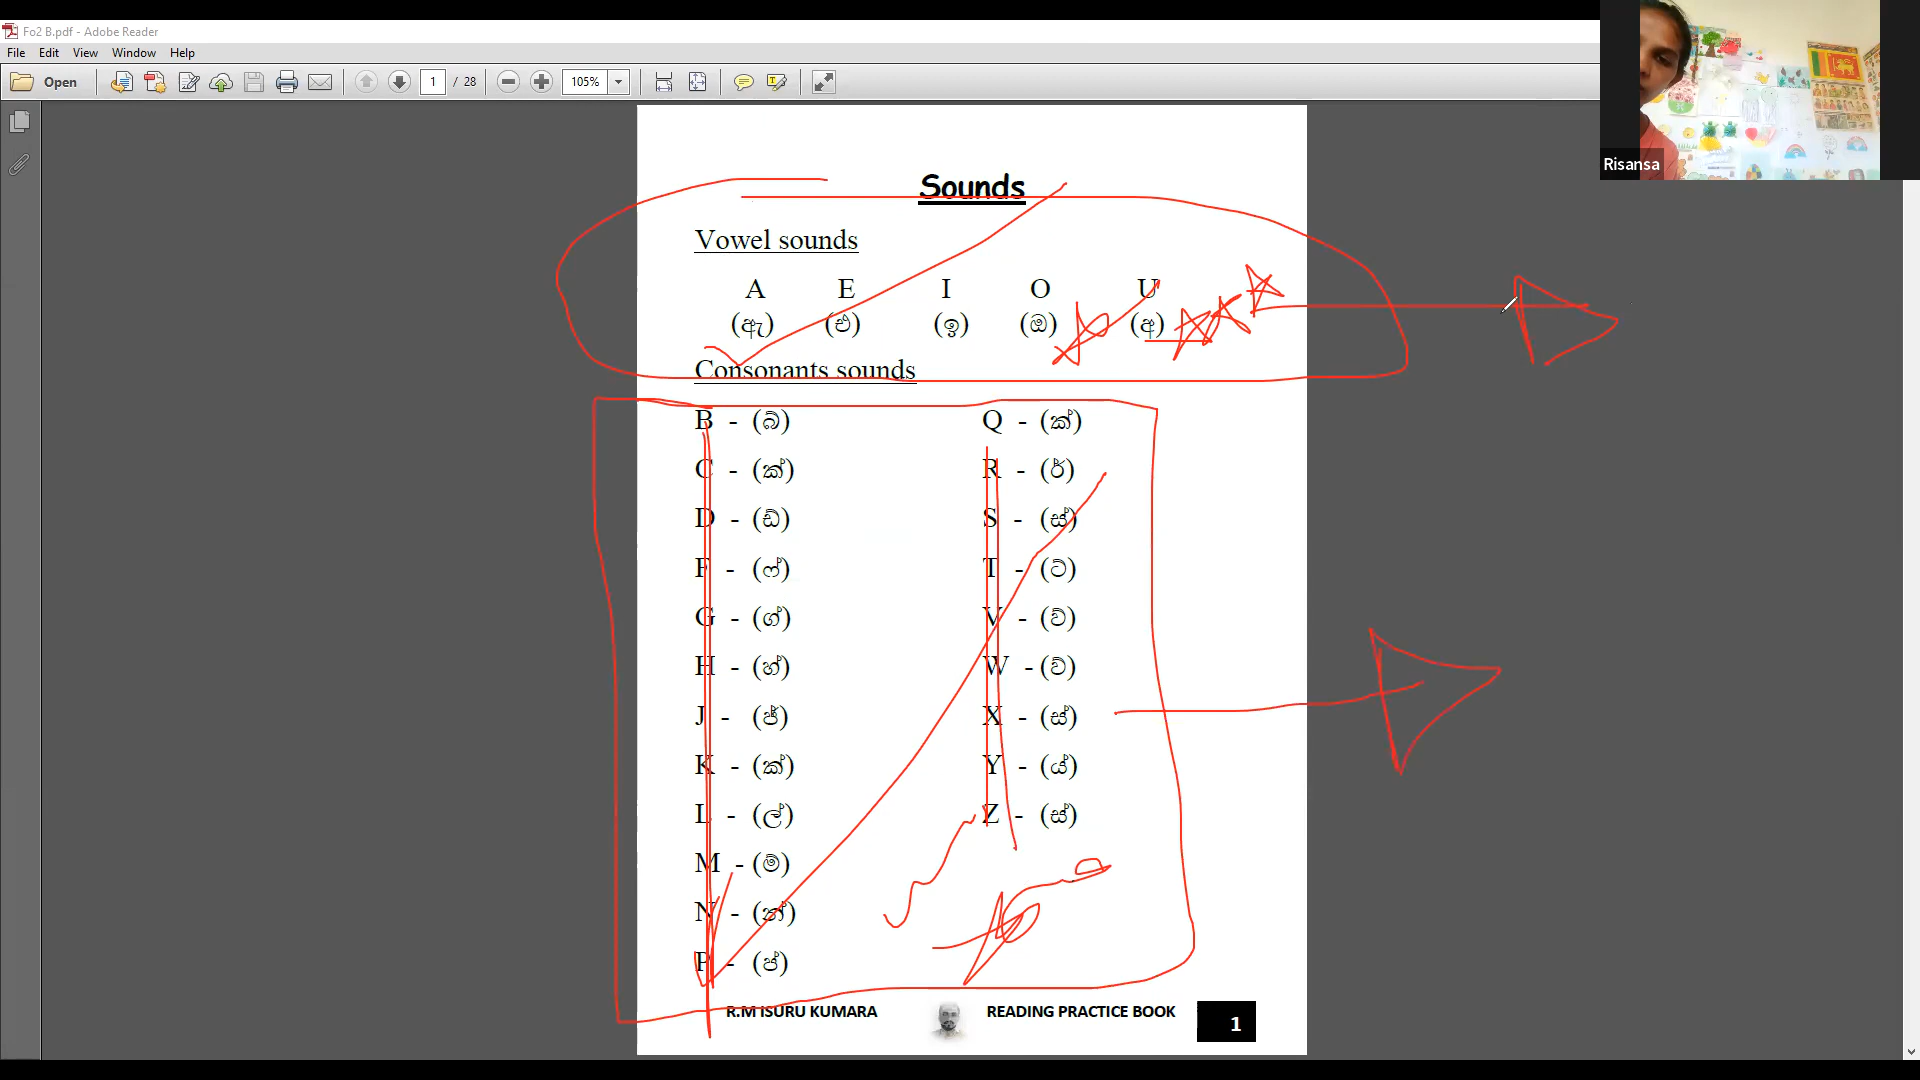 Fo2 B.pdf - Adobe Reader
File Edit View Window Help
Open 1 / 28 105%
Risansa
Sounds
Vowel sounds
A E I O U
(ඇ) (එ) (ඉ) (ඔ) (අ)
Consonants sounds
B - (බ්) Q - (ක්)
C - (ක්) R - (ර්)
D - (ඩ්) S - (ස්)
F - (ෆ්) T - (ට්)
G - (ග්) V - (ව්)
H - (හ්) W - (ව්)
J - (ජ්) X - (ස්)
K - (ක්) Y - (ය්)
L - (ල්) Z - (ස්)
M - (ම්)
N - (න්)
P - (ප්)
R.M ISURU KUMARA READING PRACTICE BOOK 1